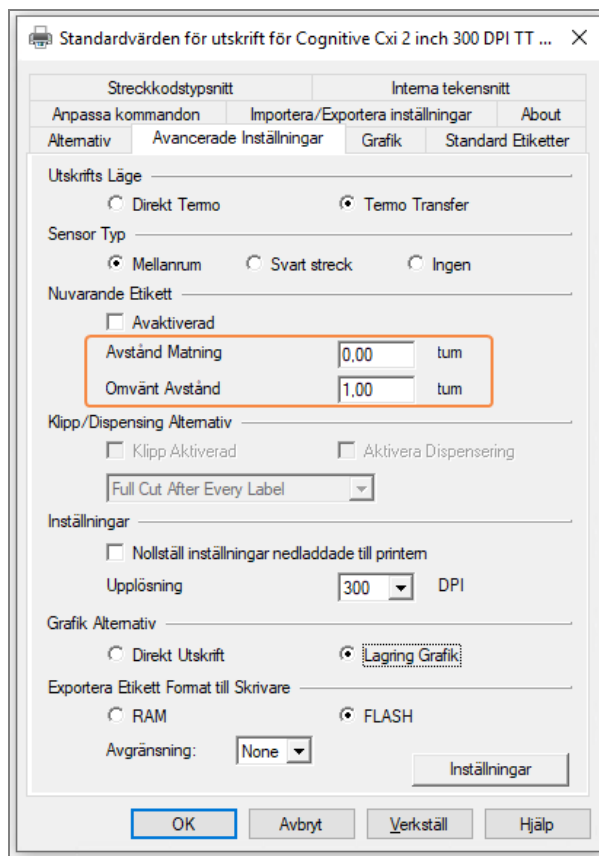 Standardvärden för utskrift för Cognitive Cxi 2 inch 300 DPI TT ...
Streckkodstypsnitt Interna tekensnitt
Anpassa kommandon Importera/Exportera inställningar About
Alternativ Avancerade Inställningar Grafik Standard Etiketter
Utskrifts Läge
Direkt Termo Termo Transfer
Sensor Typ
Mellanrum Svart streck Ingen
Nuvarande Etikett
Avaktiverad
Avstånd Matning 0,00 tum
Omvänt Avstånd 1,00 tum
Klipp/Dispensing Alternativ
Klipp Aktiverad Aktivera Dispensering
Full Cut After Every Label
Inställningar
Nollställ inställningar nedladdade till printern
Upplösning 300 DPI
Grafik Alternativ
Direkt Utskrift Lagring Grafik
Exportera Etikett Format till Skrivare
RAM FLASH
Avgränsning: None
Inställningar
OK Avbryt Verkställ Hjälp